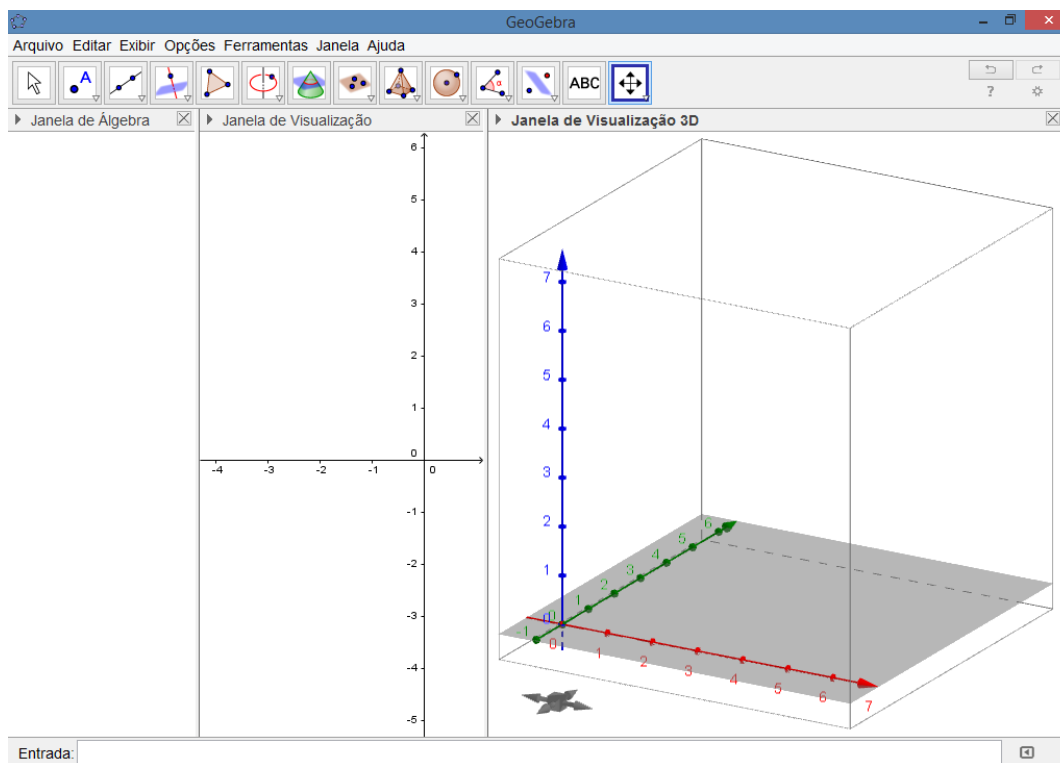 GeoGebra
Arquivo Editar Exibir Opções Ferramentas Janela Ajuda
A
α
ABC
?
Janela de Álgebra
Janela de Visualização
Janela de Visualização 3D
6
5
4
3
2
1
0
-4 -3 -2 -1 0
-1
-2
-3
-4
-5
7
6
5
4
3
2
1
0
6
5
4
3
2
1
0
-1
0 1 2 3 4 5 6 7
Entrada: